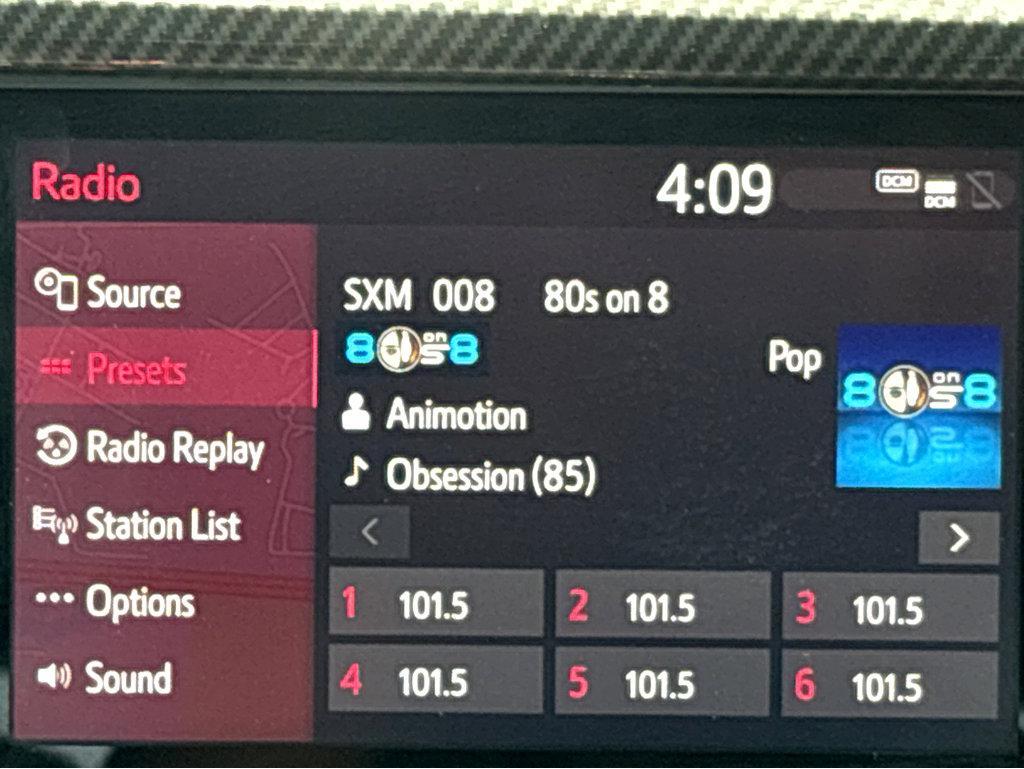 Radio
4:09
DCM
DCM
Source
Presets
Radio Replay
Station List
Options
Sound
SXM 008 80s on 8
80s on 8
Pop
80s on 8
Animotion
Obsession (85)
1 101.5
2 101.5
3 101.5
4 101.5
5 101.5
6 101.5